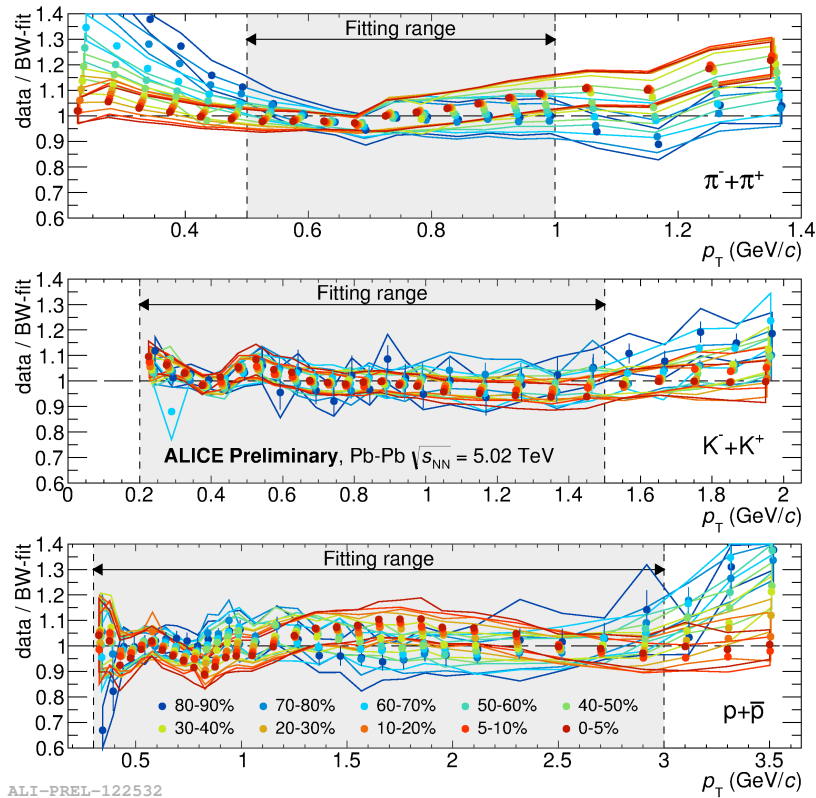 data / BW-fit
1.4
1.3
1.2
1.1
1
0.9
0.8
0.7
0.6
Fitting range
π⁻+π⁺
0.4 0.6 0.8 1 1.2 1.4
p_T (GeV/c)
data / BW-fit
1.4
1.3
1.2
1.1
1
0.9
0.8
0.7
0.6
Fitting range
ALICE Preliminary, Pb-Pb √s_NN = 5.02 TeV
K⁻+K⁺
0 0.2 0.4 0.6 0.8 1 1.2 1.4 1.6 1.8 2
p_T (GeV/c)
data / BW-fit
1.4
1.3
1.2
1.1
1
0.9
0.8
0.7
0.6
Fitting range
80-90% 70-80% 60-70% 50-60% 40-50%
30-40% 20-30% 10-20% 5-10% 0-5%
p+p̅
0.5 1 1.5 2 2.5 3 3.5
p_T (GeV/c)
ALI-PREL-122532